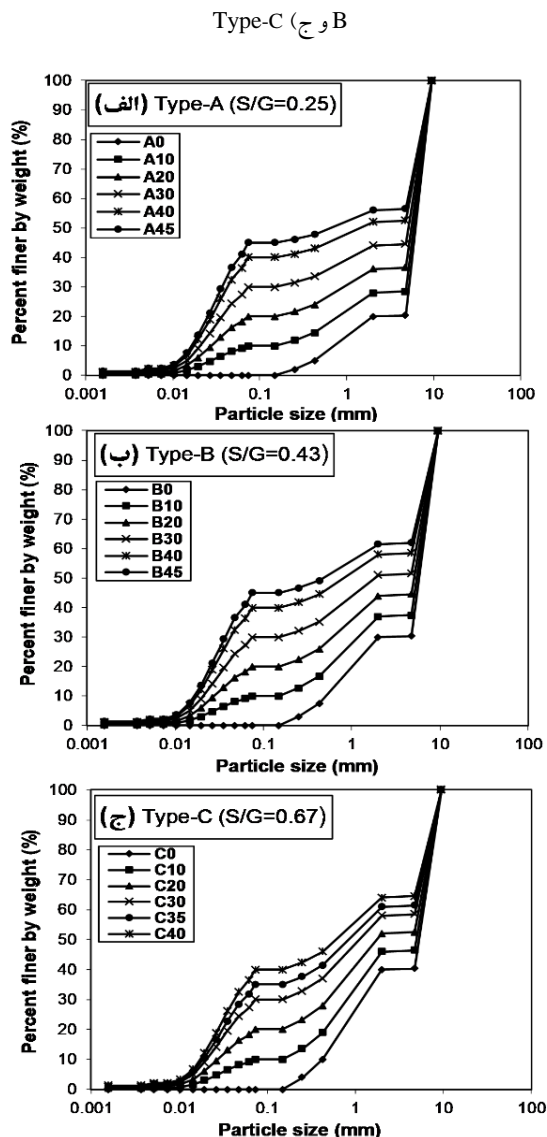 Type-C (ج و B
(الف) Type-A (S/G=0.25)
A0
A10
A20
A30
A40
A45
Percent finer by weight (%)
100
90
80
70
60
50
40
30
20
10
0
0.001 0.01 0.1 1 10 100
Particle size (mm)
(ب) Type-B (S/G=0.43)
B0
B10
B20
B30
B40
B45
Percent finer by weight (%)
100
90
80
70
60
50
40
30
20
10
0
0.001 0.01 0.1 1 10 100
Particle size (mm)
(ج) Type-C (S/G=0.67)
C0
C10
C20
C30
C35
C40
Percent finer by weight (%)
100
90
80
70
60
50
40
30
20
10
0
0.001 0.01 0.1 1 10 100
Particle size (mm)